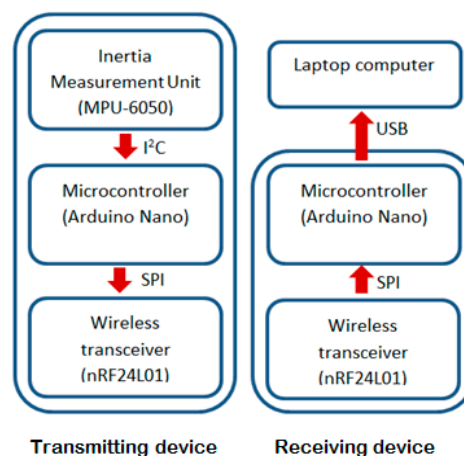 Inertia
Measurement Unit
(MPU-6050)
I²C
Microcontroller
(Arduino Nano)
SPI
Wireless
transceiver
(nRF24L01)
Transmitting device
Laptop computer
USB
Microcontroller
(Arduino Nano)
SPI
Wireless
transceiver
(nRF24L01)
Receiving device